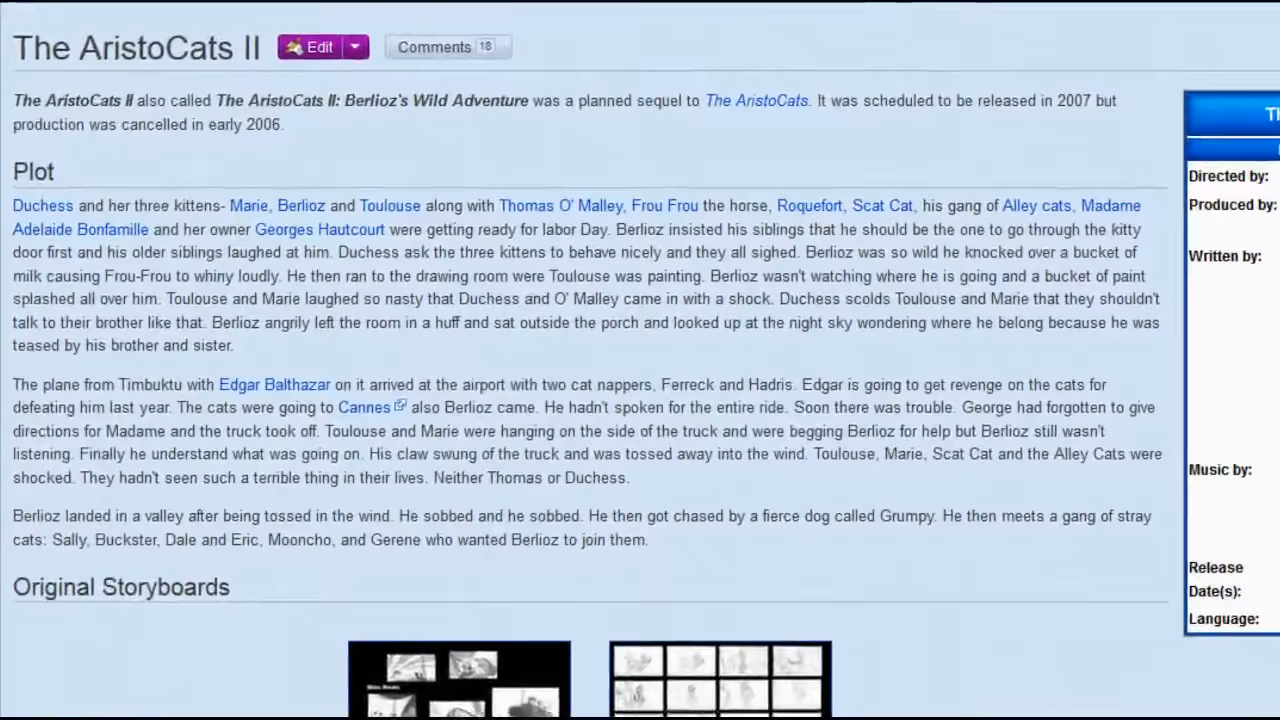 The AristoCats II Edit Comments 18
The AristoCats II also called The AristoCats II: Berlioz's Wild Adventure was a planned sequel to The AristoCats. It was scheduled to be released in 2007 but
production was cancelled in early 2006.
Plot
Duchess and her three kittens- Marie, Berlioz and Toulouse along with Thomas O' Malley, Frou Frou the horse, Roquefort, Scat Cat, his gang of Alley cats, Madame
Adelaide Bonfamille and her owner Georges Hautcourt were getting ready for labor Day. Berlioz insisted his siblings that he should be the one to go through the kitty
door first and his older siblings laughed at him. Duchess ask the three kittens to behave nicely and they all sighed. Berlioz was so wild he knocked over a bucket of
milk causing Frou-Frou to whiny loudly. He then ran to the drawing room were Toulouse was painting. Berlioz wasn't watching where he is going and a bucket of paint
splashed all over him. Toulouse and Marie laughed so nasty that Duchess and O' Malley came in with a shock. Duchess scolds Toulouse and Marie that they shouldn't
talk to their brother like that. Berlioz angrily left the room in a huff and sat outside the porch and looked up at the night sky wondering where he belong because he was
teased by his brother and sister.
The plane from Timbuktu with Edgar Balthazar on it arrived at the airport with two cat nappers, Ferreck and Hadris. Edgar is going to get revenge on the cats for
defeating him last year. The cats were going to Cannes also Berlioz came. He hadn't spoken for the entire ride. Soon there was trouble. George had forgotten to give
directions for Madame and the truck took off. Toulouse and Marie were hanging on the side of the truck and were begging Berlioz for help but Berlioz still wasn't
listening. Finally he understand what was going on. His claw swung of the truck and was tossed away into the wind. Toulouse, Marie, Scat Cat and the Alley Cats were
shocked. They hadn't seen such a terrible thing in their lives. Neither Thomas or Duchess.
Berlioz landed in a valley after being tossed in the wind. He sobbed and he sobbed. He then got chased by a fierce dog called Grumpy. He then meets a gang of stray
cats: Sally, Buckster, Dale and Eric, Mooncho, and Gerene who wanted Berlioz to join them.
Original Storyboards
Directed by:
Produced by:
Written by:
Music by:
Release
Date(s):
Language: